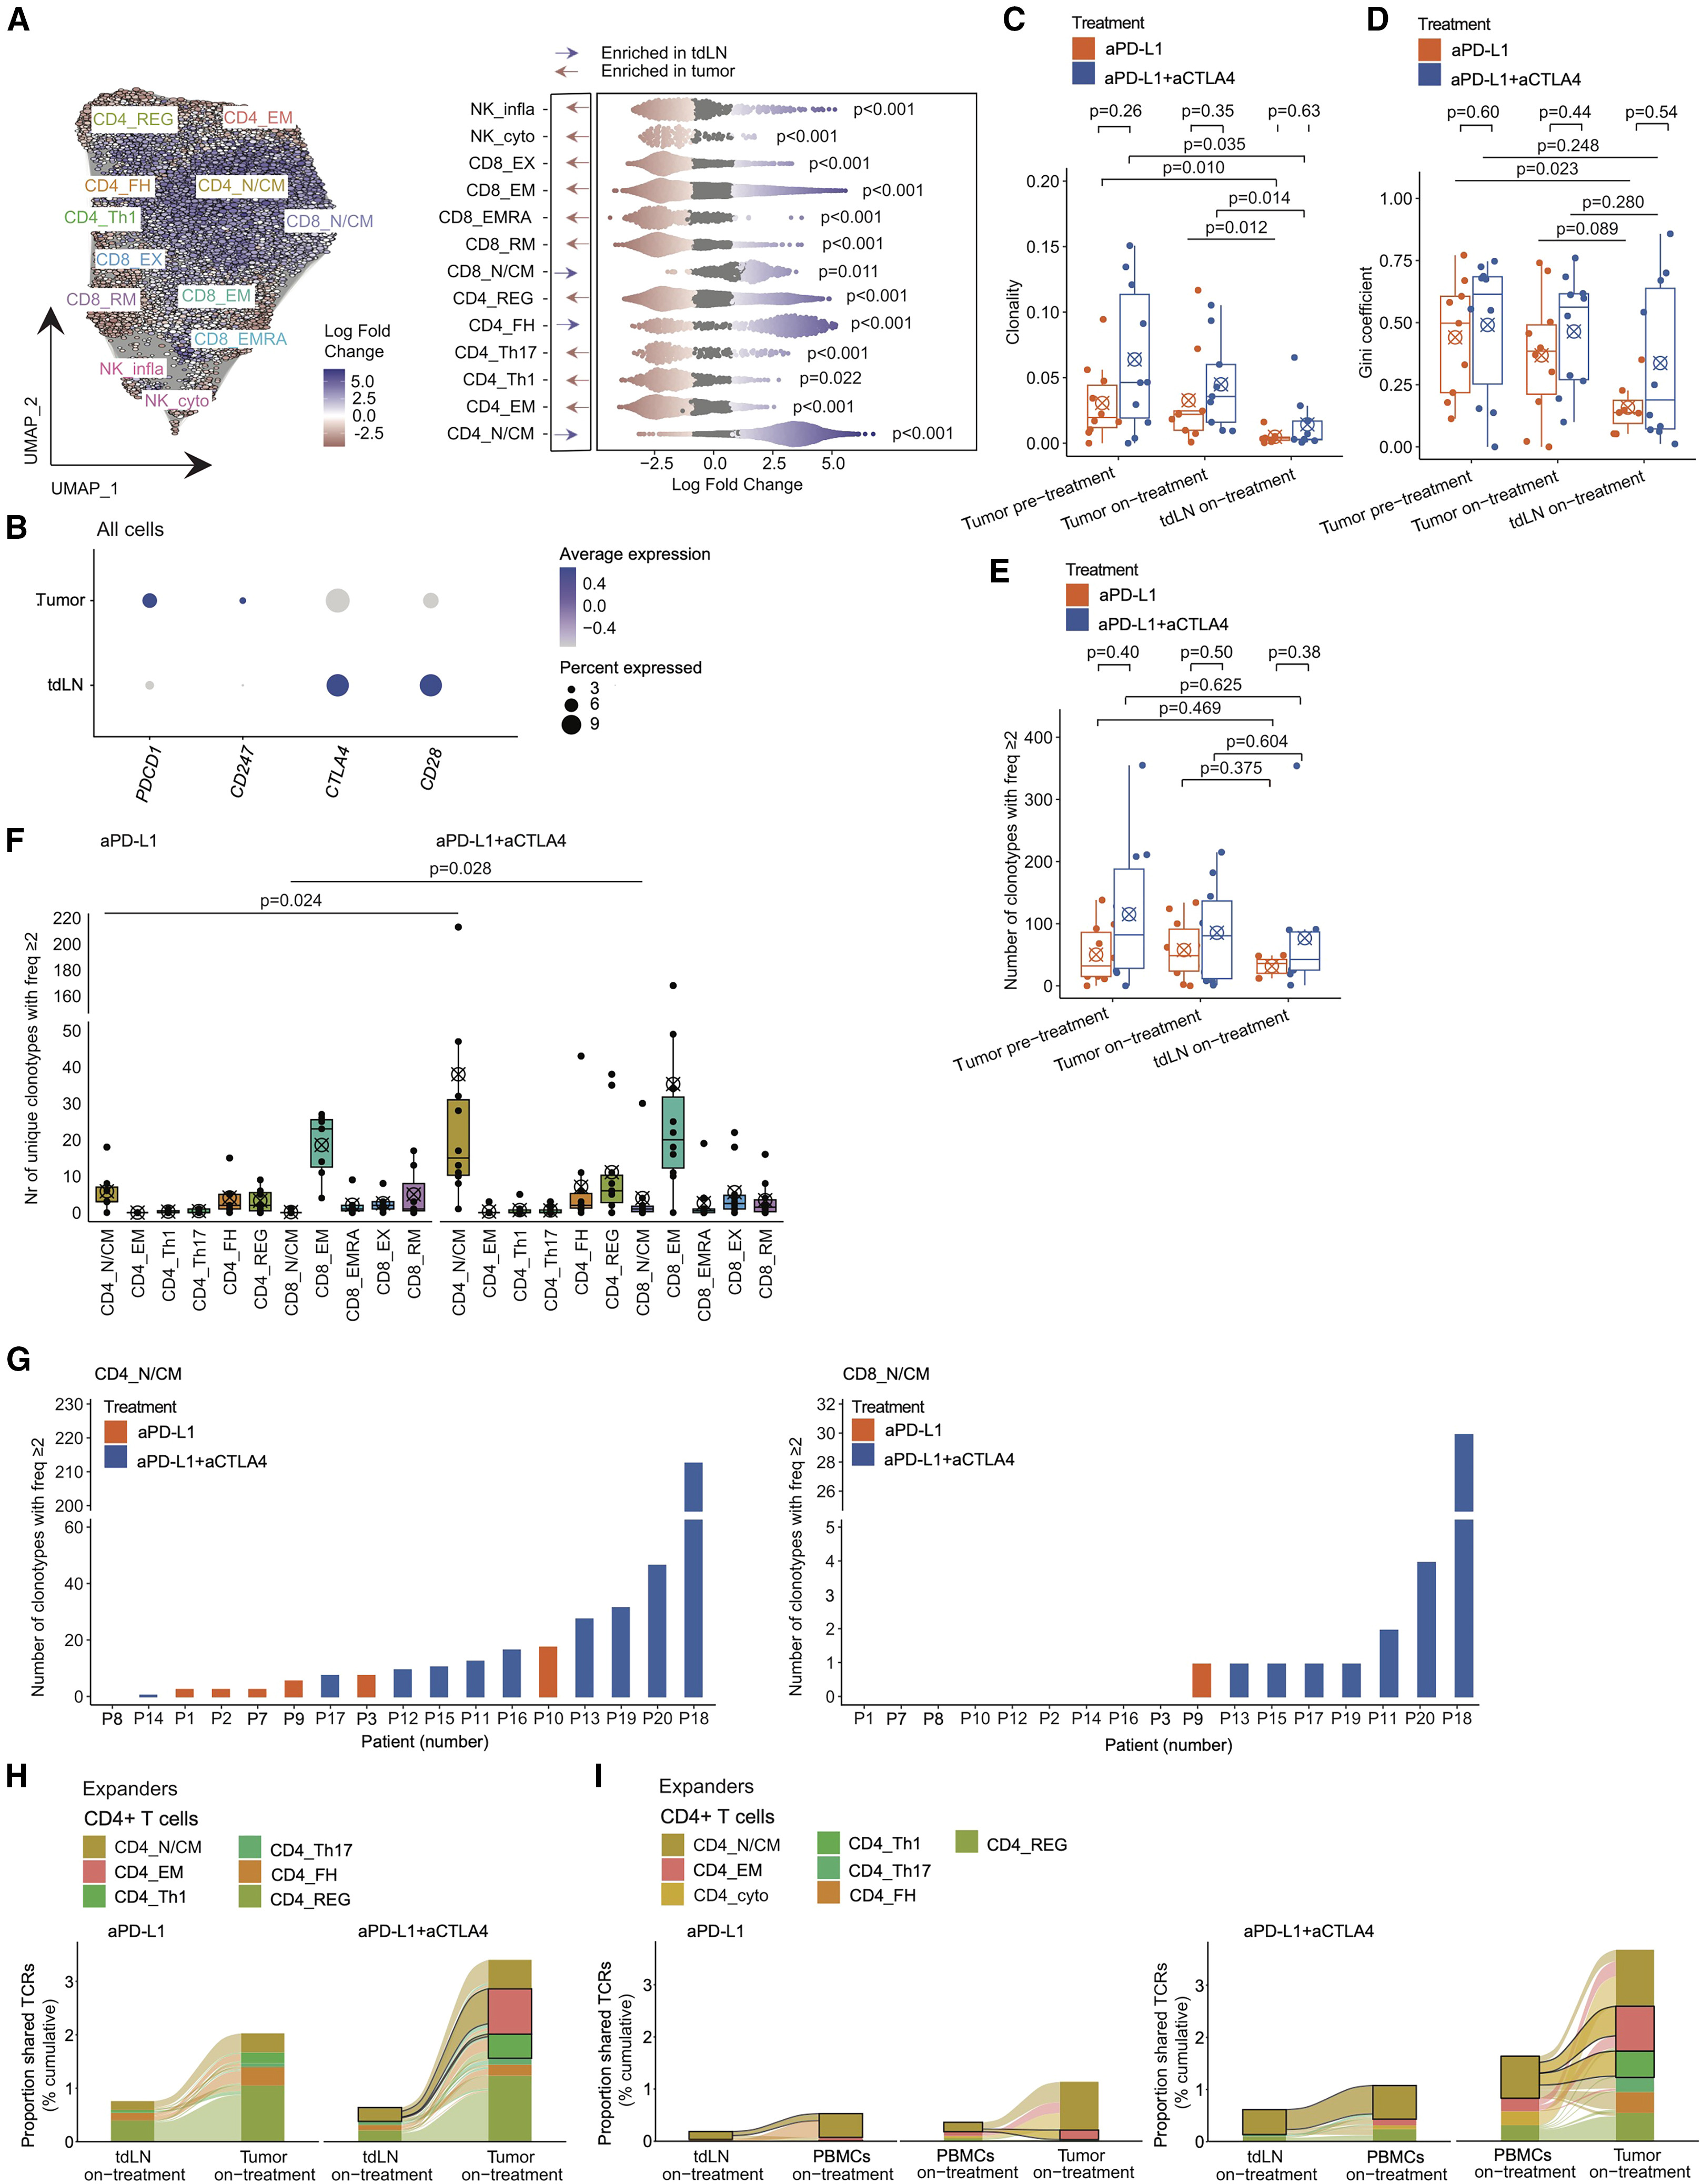 A
CD4_REG
CD4_EM
CD4_FH
CD4_N/CM
CD4_Th1
CD8_N/CM
CD8_EX
CD8_RM
CD8_EM
CD8_EMRA
NK_infla
NK_cyto
UMAP_2
UMAP_1
Log Fold
Change
5.0
2.5
0.0
-2.5
Enriched in tdLN
Enriched in tumor
NK_infla
p<0.001
NK_cyto
p<0.001
CD8_EX
p<0.001
CD8_EM
p<0.001
CD8_EMRA
p<0.001
CD8_RM
p<0.001
CD8_N/CM
p=0.011
CD4_REG
p<0.001
CD4_FH
p<0.001
CD4_Th17
p<0.001
CD4_Th1
p=0.022
CD4_EM
p<0.001
CD4_N/CM
p<0.001
−2.5 0.0 2.5 5.0
Log Fold Change
B
All cells
Tumor
tdLN
PDCD1
CD247
CTLA4
CD28
Average expression
0.4
0.0
−0.4
Percent expressed
3
6
9
C
Treatment
aPD-L1
aPD-L1+aCTLA4
p=0.26 p=0.35 p=0.63
p=0.035
p=0.010
p=0.014
p=0.012
Clonality
0.20
0.15
0.10
0.05
0.00
Tumor pre−treatment
Tumor on−treatment
tdLN on−treatment
D
Treatment
aPD-L1
aPD-L1+aCTLA4
p=0.60 p=0.44 p=0.54
p=0.248
p=0.023
p=0.280
p=0.089
Gini coefficient
1.00
0.75
0.50
0.25
0.00
Tumor pre−treatment
Tumor on−treatment
tdLN on−treatment
E
Treatment
aPD-L1
aPD-L1+aCTLA4
p=0.40 p=0.50 p=0.38
p=0.625
p=0.469
p=0.604
p=0.375
Number of clonotypes with freq ≥2
400
300
200
100
0
Tumor pre−treatment
Tumor on−treatment
tdLN on−treatment
F
aPD-L1
aPD-L1+aCTLA4
p=0.028
p=0.024
Nr of unique clonotypes with freq ≥2
220
200
180
160
50
40
30
20
10
0
CD4_N/CM
CD4_EM
CD4_Th1
CD4_Th17
CD4_FH
CD4_REG
CD8_N/CM
CD8_EM
CD8_EMRA
CD8_EX
CD8_RM
CD4_N/CM
CD4_EM
CD4_Th1
CD4_Th17
CD4_FH
CD4_REG
CD8_N/CM
CD8_EM
CD8_EMRA
CD8_EX
CD8_RM
G
CD4_N/CM
Treatment
aPD-L1
aPD-L1+aCTLA4
Number of clonotypes with freq ≥2
230
220
210
200
60
40
20
0
P8 P14 P1 P2 P7 P9 P17 P3 P12 P15 P11 P16 P10 P13 P19 P20 P18
Patient (number)
CD8_N/CM
Treatment
aPD-L1
aPD-L1+aCTLA4
Number of clonotypes with freq ≥2
32
30
28
26
5
4
3
2
1
0
P1 P7 P8 P10 P12 P2 P14 P16 P3 P9 P13 P15 P17 P19 P11 P20 P18
Patient (number)
H
Expanders
CD4+ T cells
CD4_N/CM
CD4_EM
CD4_Th1
CD4_Th17
CD4_FH
CD4_REG
aPD-L1
aPD-L1+aCTLA4
Proportion shared TCRs
(% cumulative)
3
2
1
0
tdLN
on−treatment
Tumor
on−treatment
tdLN
on−treatment
Tumor
on−treatment
I
Expanders
CD4+ T cells
CD4_N/CM
CD4_EM
CD4_cyto
CD4_Th1
CD4_Th17
CD4_FH
CD4_REG
aPD-L1
Proportion shared TCRs
(% cumulative)
3
2
1
0
tdLN
on−treatment
PBMCs
on−treatment
PBMCs
on−treatment
Tumor
on−treatment
aPD-L1+aCTLA4
Proportion shared TCRs
(% cumulative)
3
2
1
0
tdLN
on−treatment
PBMCs
on−treatment
PBMCs
on−treatment
Tumor
on−treatment